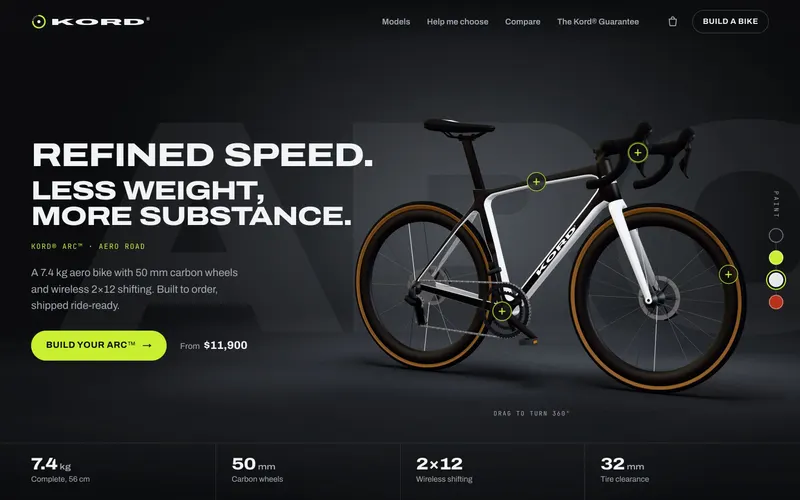 KORD®
Models
Help me choose
Compare
The Kord® Guarantee
BUILD A BIKE
REFINED SPEED.
LESS WEIGHT,
MORE SUBSTANCE.
KORD® ARC™ · AERO ROAD
A 7.4 kg aero bike with 50 mm carbon wheels
and wireless 2×12 shifting. Built to order,
shipped ride-ready.
BUILD YOUR ARC™ →
From $11,900
KORD
PAINT
DRAG TO TURN 360°
7.4 kg
Complete, 56 cm
50 mm
Carbon wheels
2×12
Wireless shifting
32 mm
Tire clearance